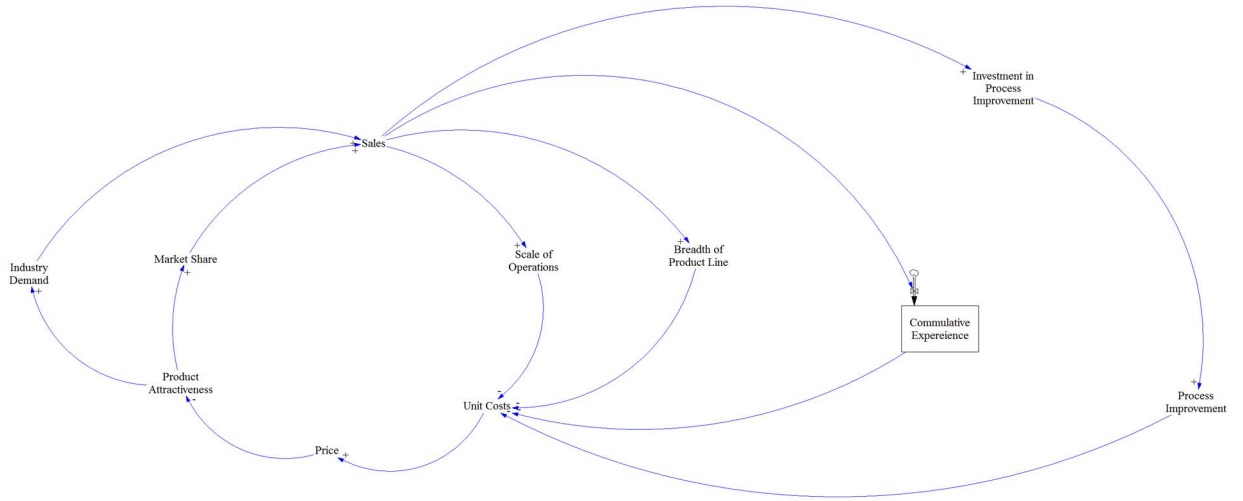 Investment in
Process
Improvement
+
Sales
+
+
Market Share
+
Industry
Demand
+
Scale of
Operations
+
Breadth of
Product Line
+
Commulative
Expereience
Product
Attractiveness
-
Unit Costs
-
-
-
-
Price
+
Process
Improvement
+